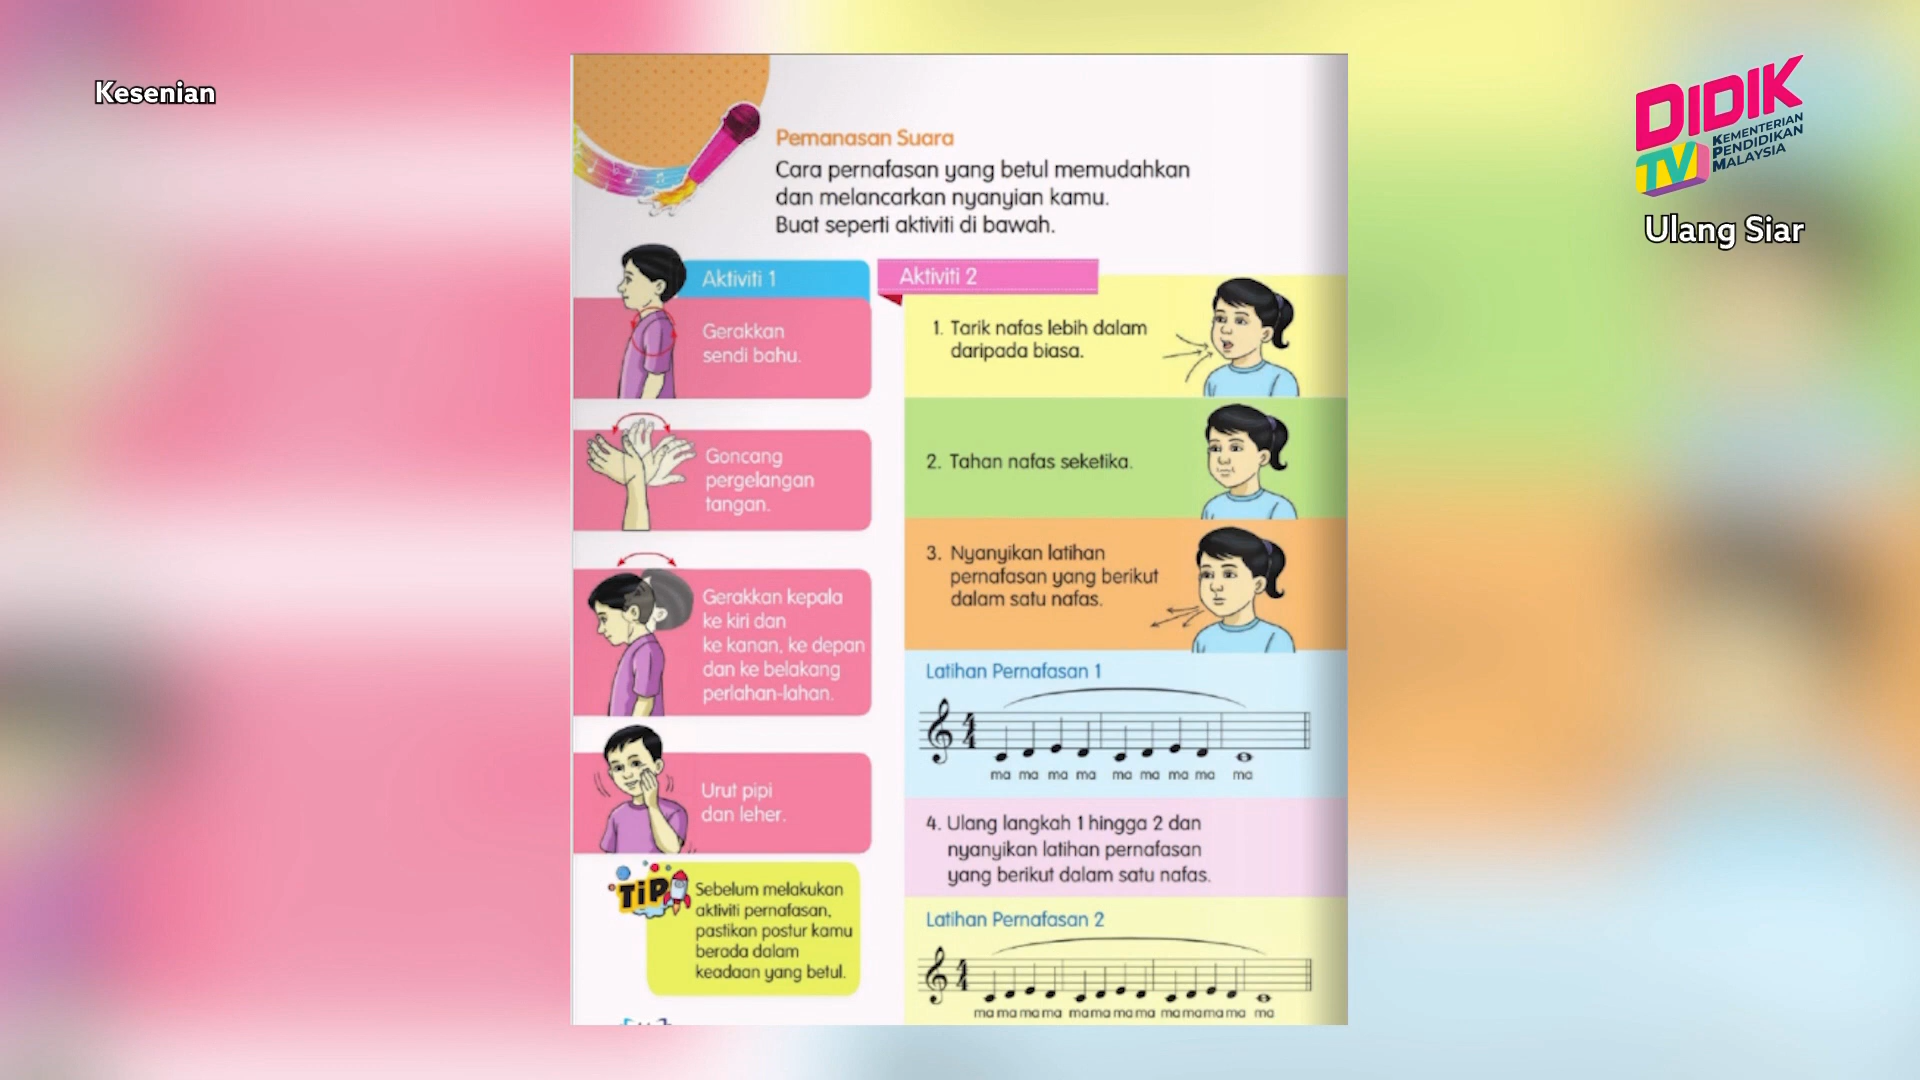 Kesenian
DIDIK
TV
KEMENTERIAN
PENDIDIKAN
MALAYSIA
Ulang Siar
Pemanasan Suara
Cara pernafasan yang betul memudahkan
dan melancarkan nyanyian kamu.
Buat seperti aktiviti di bawah.
Aktiviti 1
Gerakkan
sendi bahu.
Goncang
pergelangan
tangan.
Gerakkan kepala
ke kiri dan
ke kanan, ke depan
dan ke belakang
perlahan-lahan.
Urut pipi
dan leher.
TiP
Sebelum melakukan
aktiviti pernafasan,
pastikan postur kamu
berada dalam
keadaan yang betul.
Aktiviti 2
1. Tarik nafas lebih dalam
daripada biasa.
2. Tahan nafas seketika.
3. Nyanyikan latihan
pernafasan yang berikut
dalam satu nafas.
Latihan Pernafasan 1
4
4
ma ma ma ma ma ma ma ma ma
4. Ulang langkah 1 hingga 2 dan
nyanyikan latihan pernafasan
yang berikut dalam satu nafas.
Latihan Pernafasan 2
4
4
ma ma ma ma ma ma ma ma ma ma ma ma ma